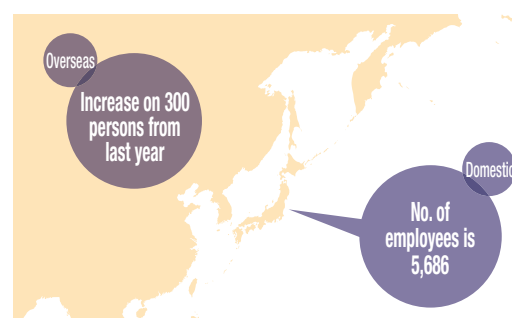 Overseas
Increase on 300
persons from
last year
Domestic
No. of
employees is
5,686